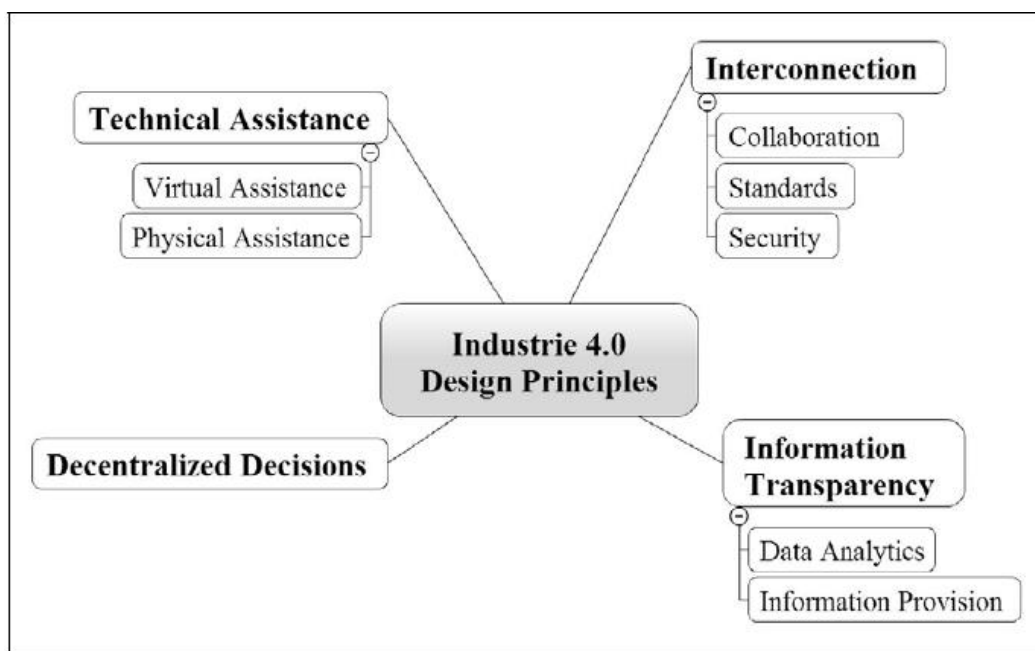 Technical Assistance
Virtual Assistance
Physical Assistance
Interconnection
Collaboration
Standards
Security
Industrie 4.0
Design Principles
Decentralized Decisions
Information
Transparency
Data Analytics
Information Provision